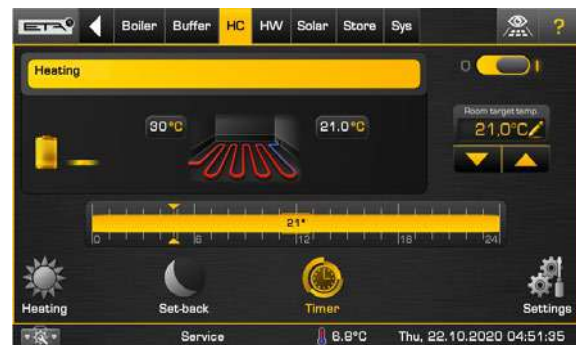 ETA
Boiler Buffer HC HW Solar Store Sys ?
Heating
0 I
30°C 21.0°C
Room target temp.
21,0°C
21°
0 6 12 18 24
Heating Set-back Timer Settings
Service 6.9°C Thu, 22.10.2020 04:51:35